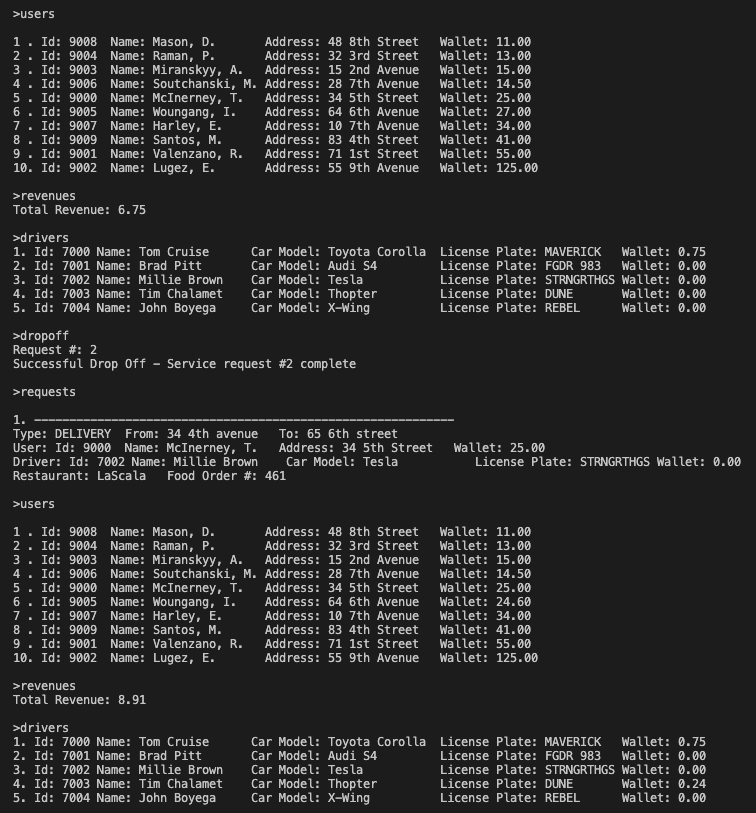 >users
1 . Id: 9008  Name: Mason, D.       Address: 48 8th Street   Wallet: 11.00
2 . Id: 9004  Name: Raman, P.       Address: 32 3rd Street   Wallet: 13.00
3 . Id: 9003  Name: Miranskyy, A.   Address: 15 2nd Avenue   Wallet: 15.00
4 . Id: 9006  Name: Soutchanski, M. Address: 28 7th Avenue   Wallet: 14.50
5 . Id: 9000  Name: McInerney, T.   Address: 34 5th Street   Wallet: 25.00
6 . Id: 9005  Name: Woungang, I.    Address: 64 6th Avenue   Wallet: 27.00
7 . Id: 9007  Name: Harley, E.      Address: 10 7th Avenue   Wallet: 34.00
8 . Id: 9009  Name: Santos, M.      Address: 83 4th Street   Wallet: 41.00
9 . Id: 9001  Name: Valenzano, R.   Address: 71 1st Street   Wallet: 55.00
10. Id: 9002  Name: Lugez, E.       Address: 55 9th Avenue   Wallet: 125.00
>revenues
Total Revenue: 6.75
>drivers
1. Id: 7000 Name: Tom Cruise      Car Model: Toyota Corolla  License Plate: MAVERICK   Wallet: 0.75
2. Id: 7001 Name: Brad Pitt       Car Model: Audi S4         License Plate: FGDR 983   Wallet: 0.00
3. Id: 7002 Name: Millie Brown    Car Model: Tesla           License Plate: STRNGRTHGS Wallet: 0.00
4. Id: 7003 Name: Tim Chalamet    Car Model: Thopter         License Plate: DUNE       Wallet: 0.00
5. Id: 7004 Name: John Boyega     Car Model: X-Wing          License Plate: REBEL      Wallet: 0.00
>dropoff
Request #: 2
Successful Drop Off - Service request #2 complete
>requests
1. ------------------------------------------------------------
Type: DELIVERY  From: 34 4th avenue   To: 65 6th street
User: Id: 9000  Name: McInerney, T.   Address: 34 5th Street   Wallet: 25.00
Driver: Id: 7002 Name: Millie Brown    Car Model: Tesla           License Plate: STRNGRTHGS Wallet: 0.00
Restaurant: LaScala   Food Order #: 461
>users
1 . Id: 9008  Name: Mason, D.       Address: 48 8th Street   Wallet: 11.00
2 . Id: 9004  Name: Raman, P.       Address: 32 3rd Street   Wallet: 13.00
3 . Id: 9003  Name: Miranskyy, A.   Address: 15 2nd Avenue   Wallet: 15.00
4 . Id: 9006  Name: Soutchanski, M. Address: 28 7th Avenue   Wallet: 14.50
5 . Id: 9000  Name: McInerney, T.   Address: 34 5th Street   Wallet: 25.00
6 . Id: 9005  Name: Woungang, I.    Address: 64 6th Avenue   Wallet: 24.60
7 . Id: 9007  Name: Harley, E.      Address: 10 7th Avenue   Wallet: 34.00
8 . Id: 9009  Name: Santos, M.      Address: 83 4th Street   Wallet: 41.00
9 . Id: 9001  Name: Valenzano, R.   Address: 71 1st Street   Wallet: 55.00
10. Id: 9002  Name: Lugez, E.       Address: 55 9th Avenue   Wallet: 125.00
>revenues
Total Revenue: 8.91
>drivers
1. Id: 7000 Name: Tom Cruise      Car Model: Toyota Corolla  License Plate: MAVERICK   Wallet: 0.75
2. Id: 7001 Name: Brad Pitt       Car Model: Audi S4         License Plate: FGDR 983   Wallet: 0.00
3. Id: 7002 Name: Millie Brown    Car Model: Tesla           License Plate: STRNGRTHGS Wallet: 0.00
4. Id: 7003 Name: Tim Chalamet    Car Model: Thopter         License Plate: DUNE       Wallet: 0.24
5. Id: 7004 Name: John Boyega     Car Model: X-Wing          License Plate: REBEL      Wallet: 0.00